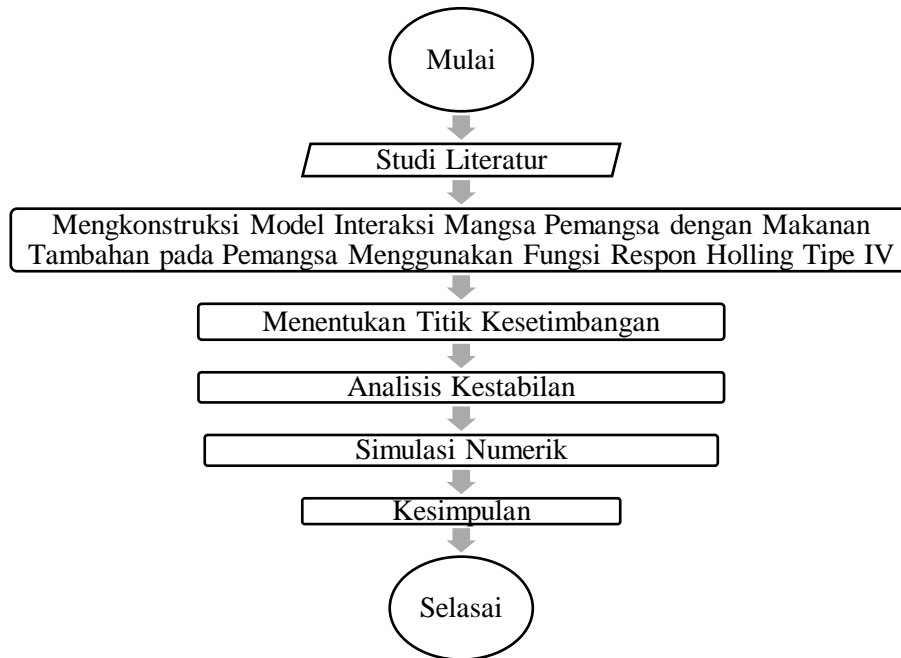 Mulai
Studi Literatur
Mengkonstruksi Model Interaksi Mangsa Pemangsa dengan Makanan
Tambahan pada Pemangsa Menggunakan Fungsi Respon Holling Tipe IV
Menentukan Titik Kesetimbangan
Analisis Kestabilan
Simulasi Numerik
Kesimpulan
Selasai